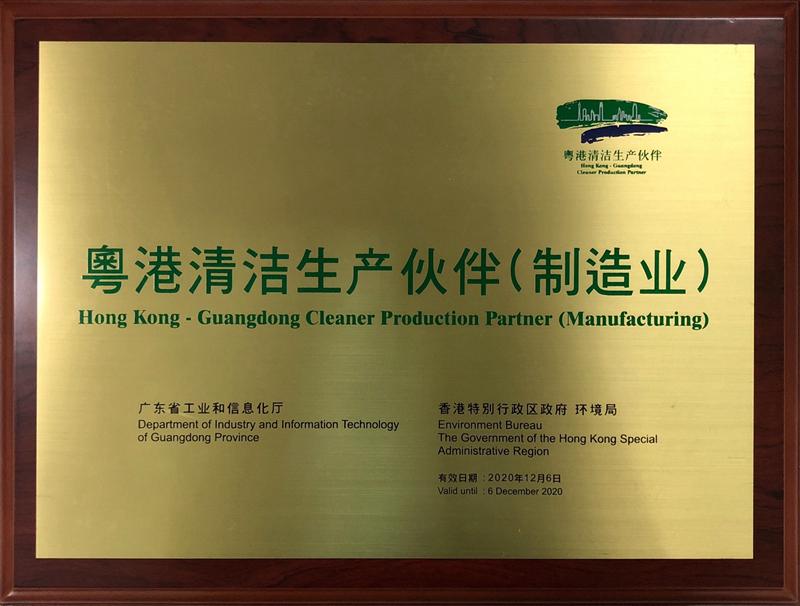 粤港清洁生产伙伴
Hong Kong - Guangdong
Cleaner Production Partner
粤港清洁生产伙伴(制造业)
Hong Kong - Guangdong Cleaner Production Partner (Manufacturing)
广东省工业和信息化厅
Department of Industry and Information Technology
of Guangdong Province
香港特别行政区政府 环境局
Environment Bureau
The Government of the Hong Kong Special
Administrative Region
有效日期 : 2020年12月6日
Valid until : 6 December 2020